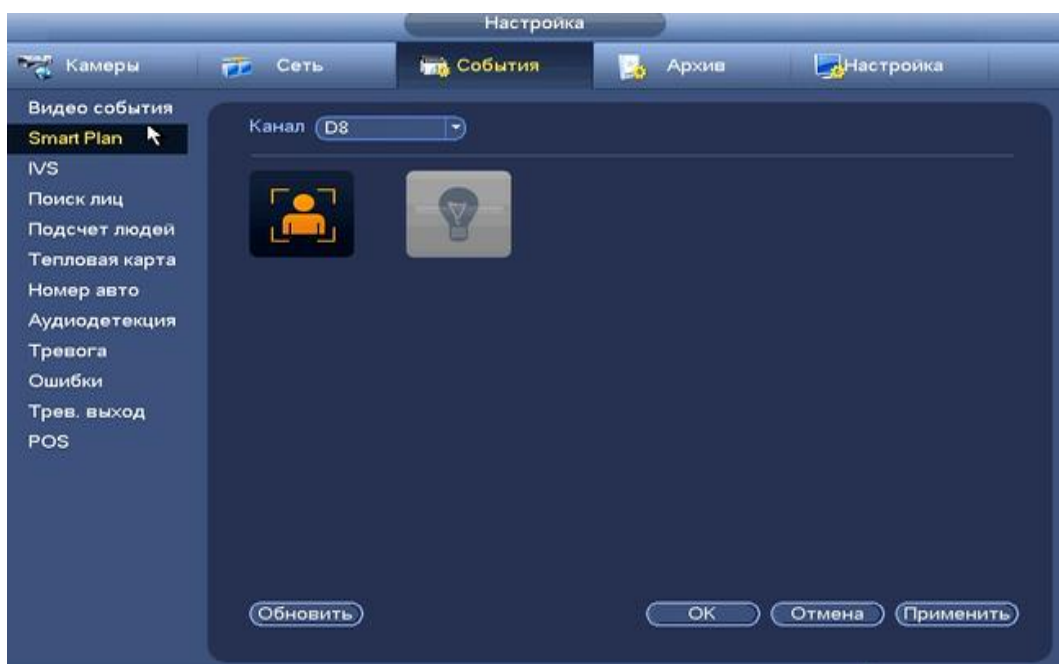 Настройка
Камеры
Сеть
События
Архив
Настройка
Видео события
Smart Plan
IVS
Поиск лиц
Подсчет людей
Тепловая карта
Номер авто
Аудиодетекция
Тревога
Ошибки
Трев. выход
POS
Канал D8
Обновить OK Отмена Применить